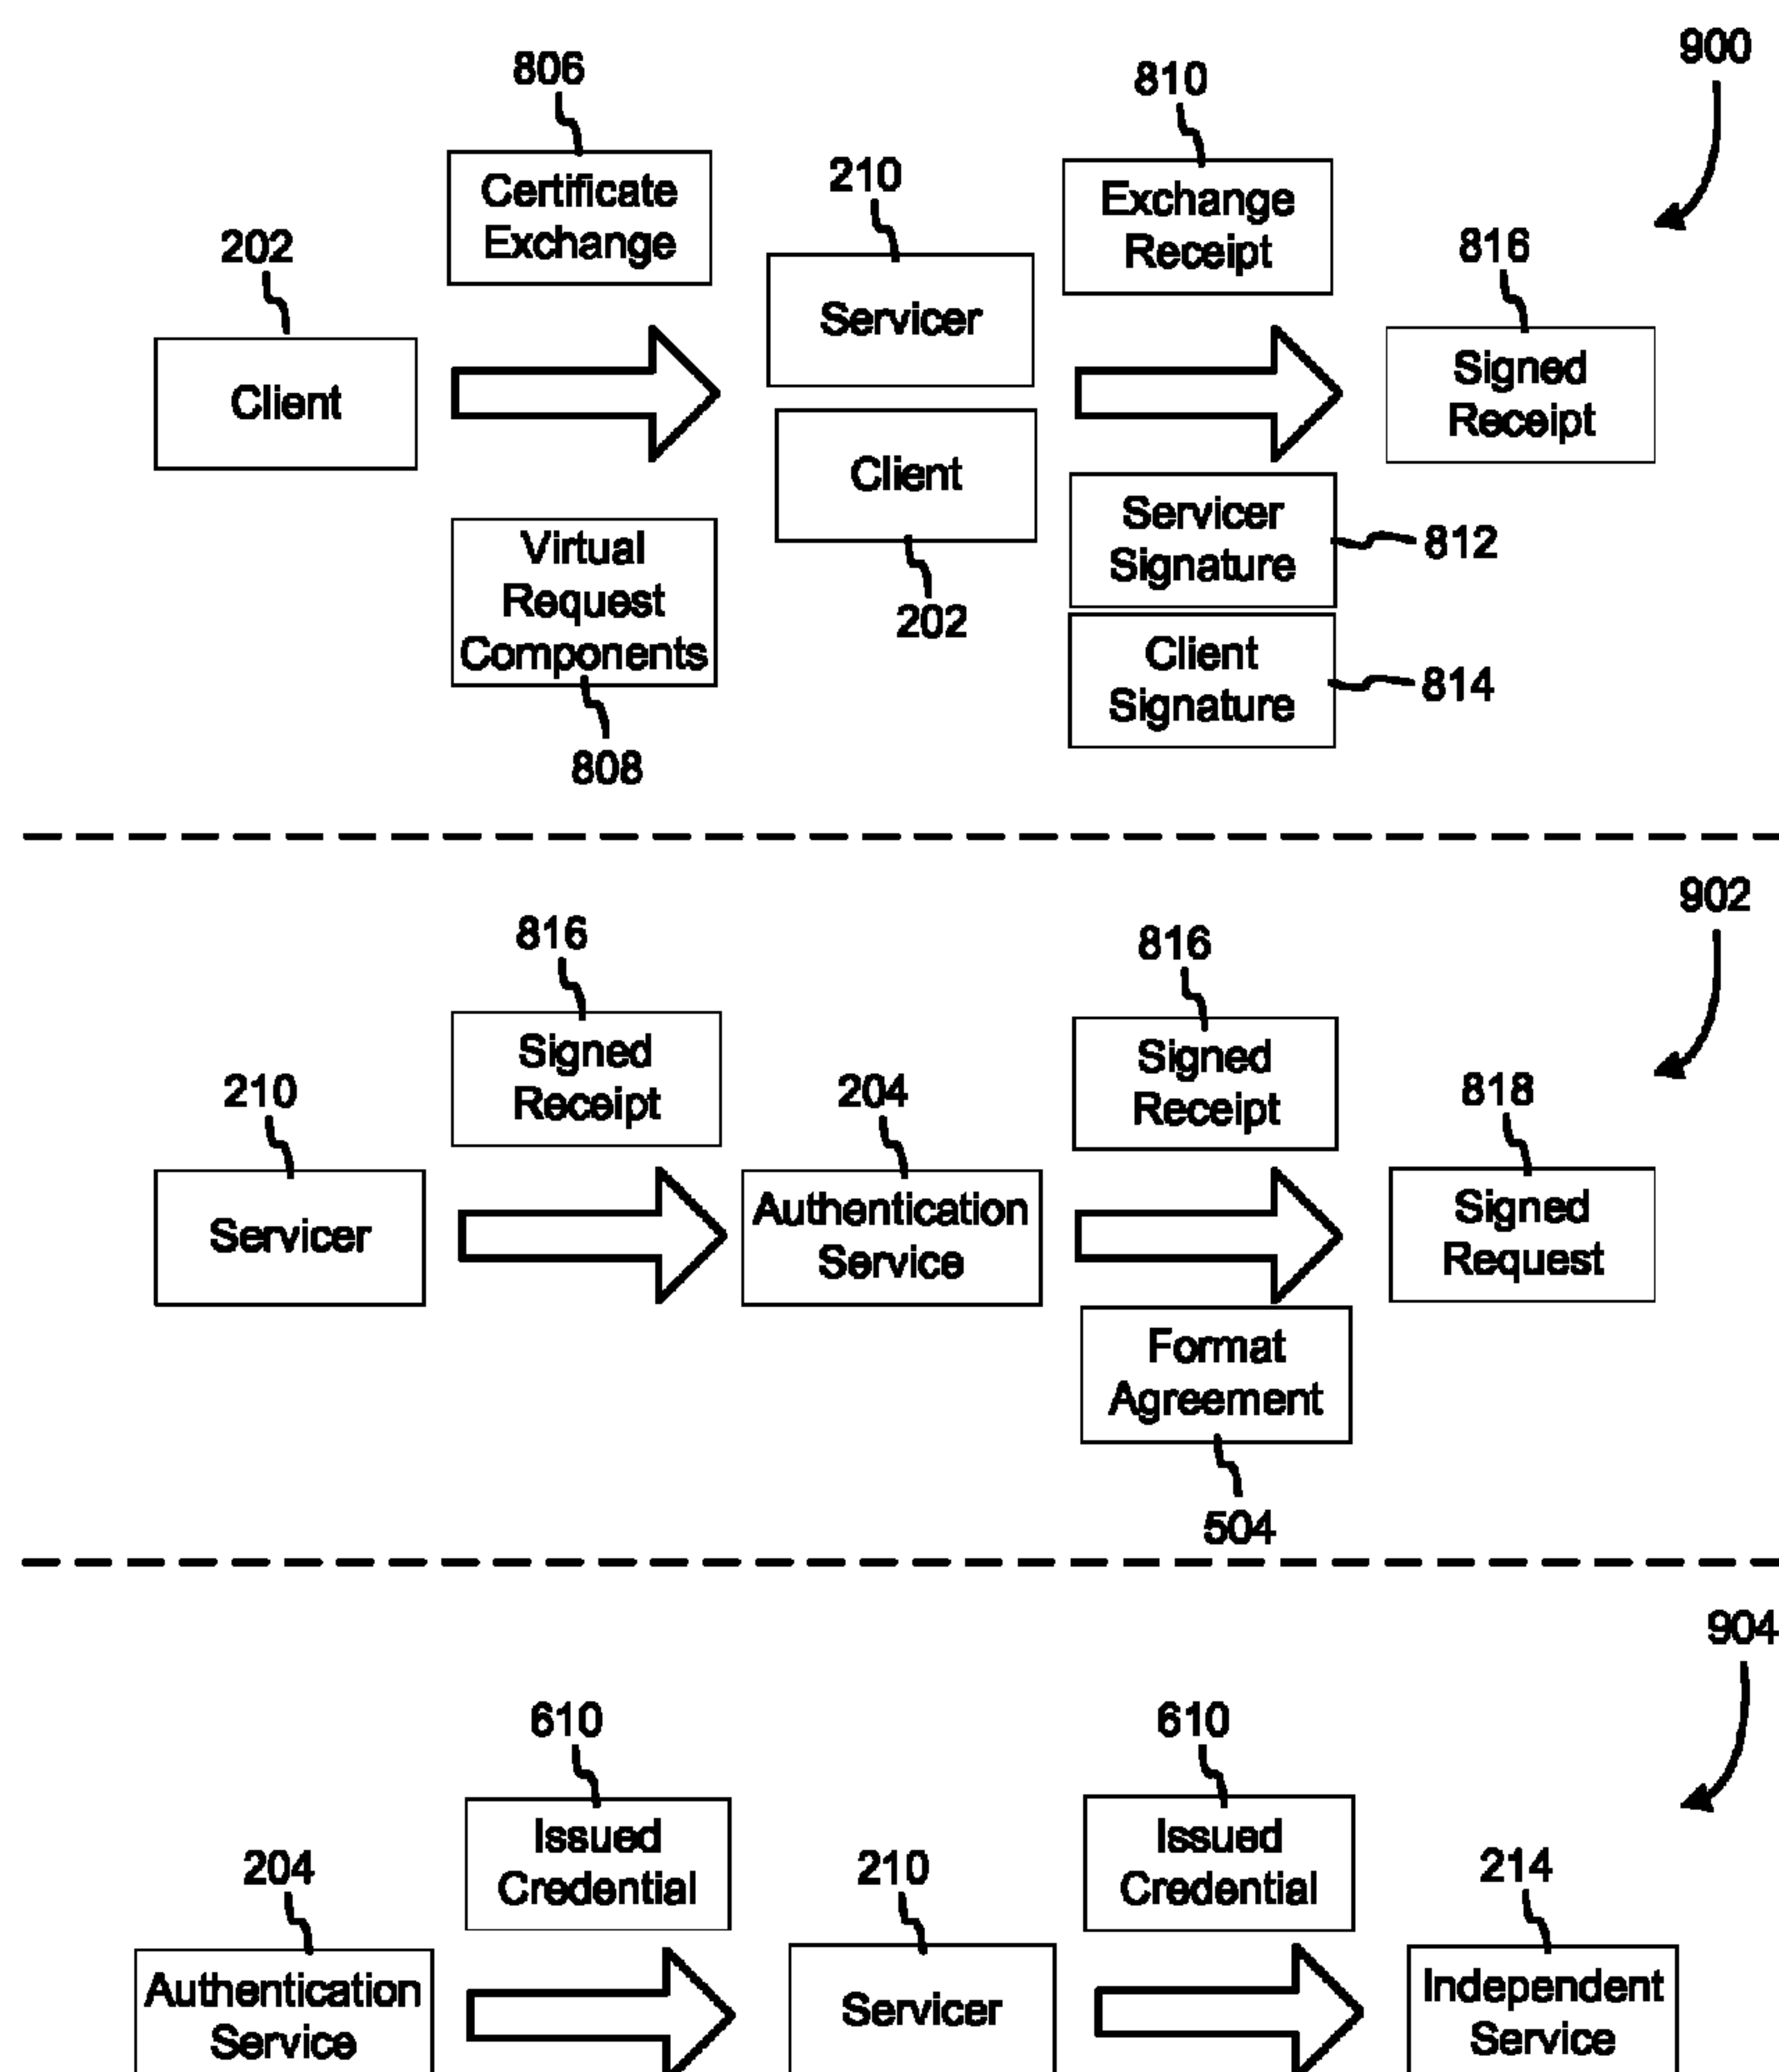 900
806
810
Certificate
Exchange
210
Exchange
Receipt
202
816
Servicer
Signed
Receipt
Client
Client
Servicer
Signature
812
Virtual
Request
Components
202
Client
Signature
814
808
902
816
816
Signed
Receipt
Signed
Receipt
210
204
818
Servicer
Authentication
Service
Signed
Request
Format
Agreement
504
904
610
610
Issued
Credential
Issued
Credential
204
210
214
Authentication
Service
Servicer
Independent
Service